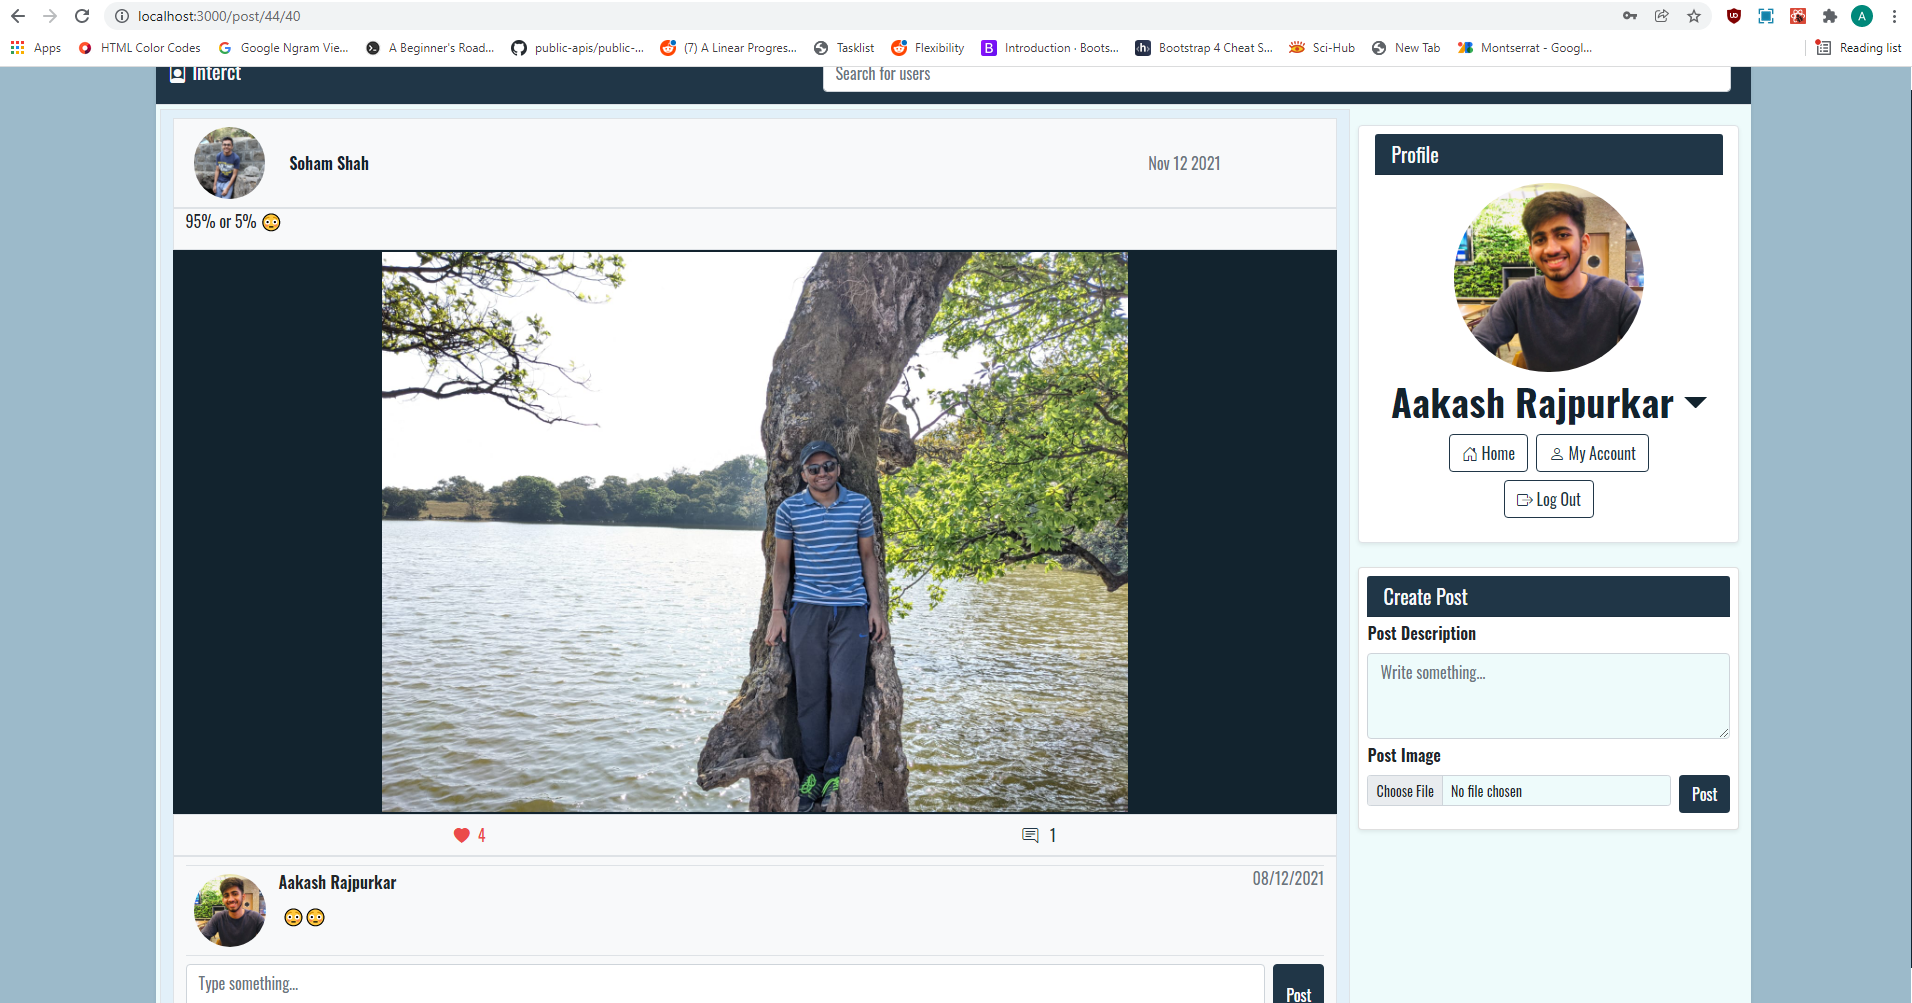 localhost:3000/post/44/40
Apps HTML Color Codes Google Ngram Vie... A Beginner's Road... public-apis/public-... (7) A Linear Progres... Tasklist Flexibility Introduction · Boots... Bootstrap 4 Cheat S... Sci-Hub New Tab Montserrat - Googl... Reading list
Interct Search for users
Soham Shah Nov 12 2021
95% or 5% 😳
4 1
Aakash Rajpurkar 08/12/2021
😳😳
Type something...
Post
Profile
Aakash Rajpurkar
Home My Account
Log Out
Create Post
Post Description
Write something...
Post Image
Choose File No file chosen Post